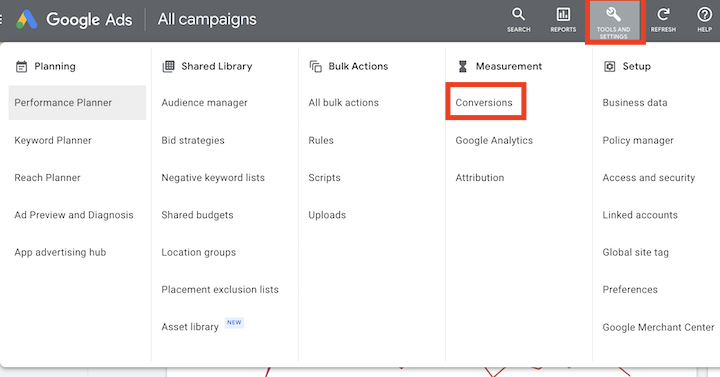 Google Ads
All campaigns
SEARCH
REPORTS
TOOLS AND
SETTINGS
REFRESH
HELP
Planning
Performance Planner
Keyword Planner
Reach Planner
Ad Preview and Diagnosis
App advertising hub
Shared Library
Audience manager
Bid strategies
Negative keyword lists
Shared budgets
Location groups
Placement exclusion lists
Asset library NEW
Bulk Actions
All bulk actions
Rules
Scripts
Uploads
Measurement
Conversions
Google Analytics
Attribution
Setup
Business data
Policy manager
Access and security
Linked accounts
Global site tag
Preferences
Google Merchant Center